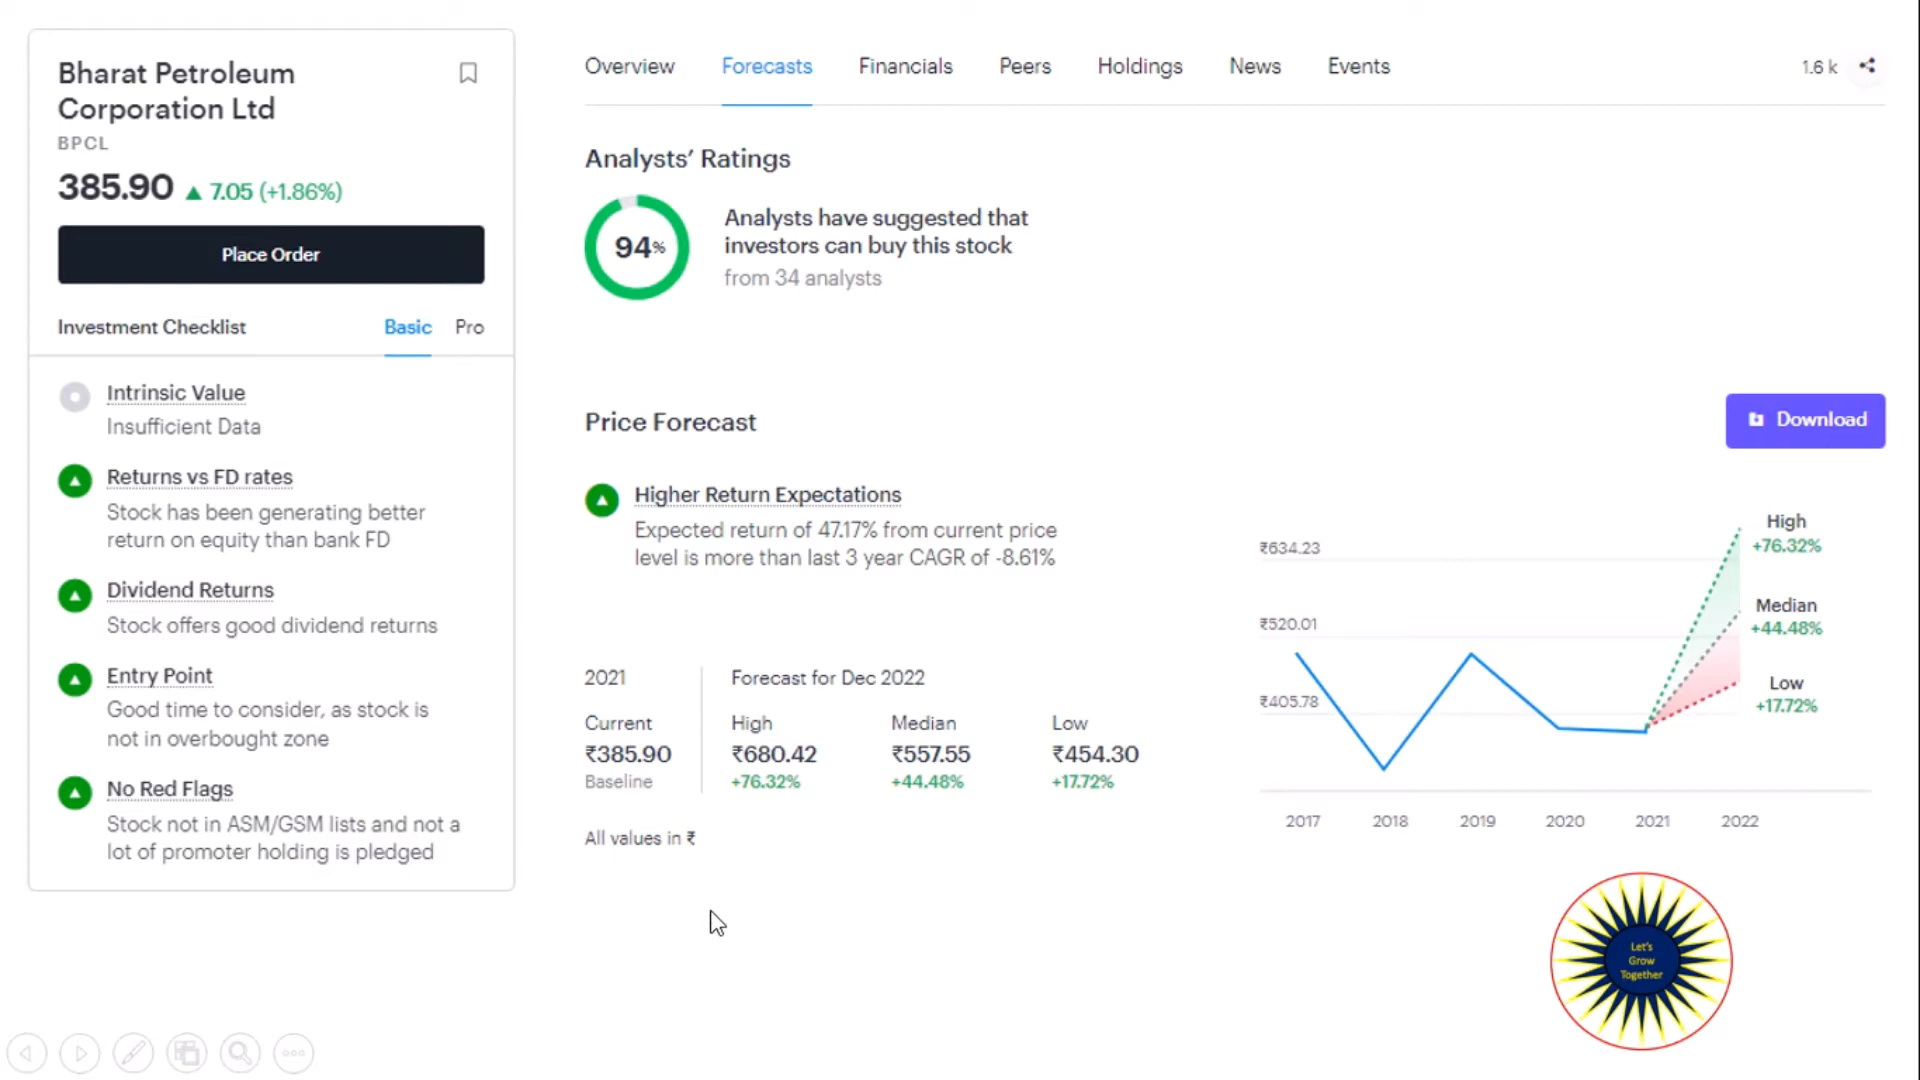 Bharat Petroleum
Corporation Ltd
BPCL
385.90 ▲ 7.05 (+1.86%)
Place Order
Investment Checklist Basic Pro
Intrinsic Value
Insufficient Data
Returns vs FD rates
Stock has been generating better
return on equity than bank FD
Dividend Returns
Stock offers good dividend returns
Entry Point
Good time to consider, as stock is
not in overbought zone
No Red Flags
Stock not in ASM/GSM lists and not a
lot of promoter holding is pledged
Overview Forecasts Financials Peers Holdings News Events 1.6 k
Analysts’ Ratings
94%
Analysts have suggested that
investors can buy this stock
from 34 analysts
Price Forecast
Download
Higher Return Expectations
Expected return of 47.17% from current price
level is more than last 3 year CAGR of -8.61%
2021 Forecast for Dec 2022
Current High Median Low
₹385.90 ₹680.42 ₹557.55 ₹454.30
Baseline +76.32% +44.48% +17.72%
All values in ₹
₹634.23
₹520.01
₹405.78
High
+76.32%
Median
+44.48%
Low
+17.72%
2017 2018 2019 2020 2021 2022
Let's
Grow
Together